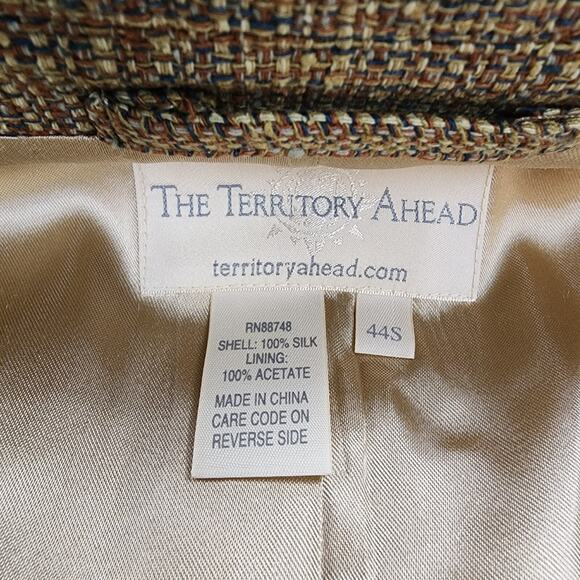 THE TERRITORY AHEAD
territoryahead.com
RN88748
SHELL: 100% SILK
LINING:
100% ACETATE
MADE IN CHINA
CARE CODE ON
REVERSE SIDE
44S